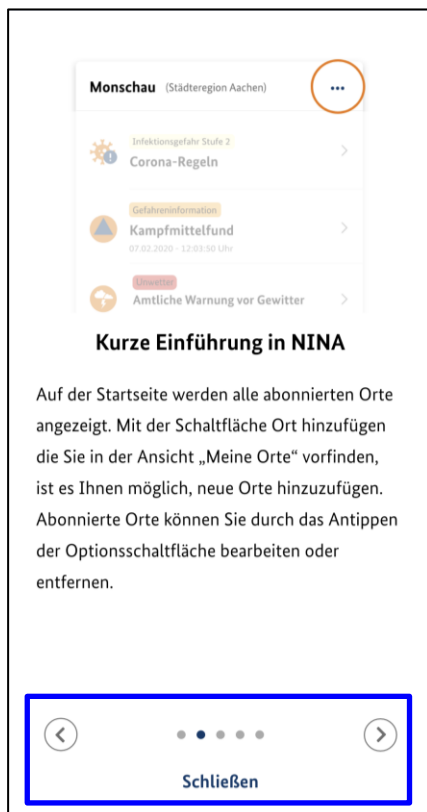 Monschau (Städteregion Aachen)
Infektionsgefahr Stufe 2
Corona-Regeln
Gefahreninformation
Kampfmittelfund
07.02.2020 - 12:03:50 Uhr
Unwetter
Amtliche Warnung vor Gewitter
Kurze Einführung in NINA
Auf der Startseite werden alle abonnierten Orte
angezeigt. Mit der Schaltfläche Ort hinzufügen
die Sie in der Ansicht „Meine Orte“ vorfinden,
ist es Ihnen möglich, neue Orte hinzuzufügen.
Abonnierte Orte können Sie durch das Antippen
der Optionsschaltfläche bearbeiten oder
entfernen.
Schließen